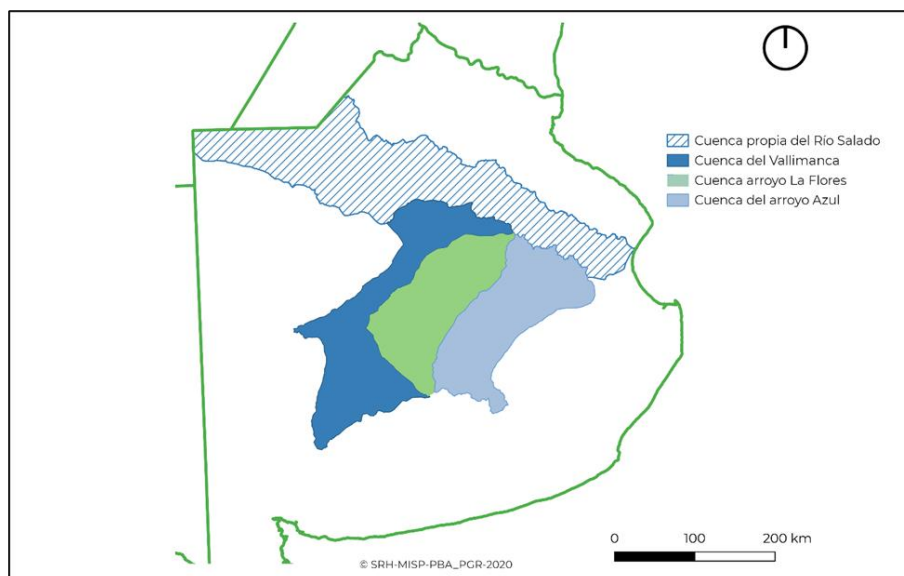 Cuenca propia del Río Salado
Cuenca del Vallimanca
Cuenca arroyo La Flores
Cuenca del arroyo Azul
0 100 200 km
© SRH-MISP-PBA_PGR-2020